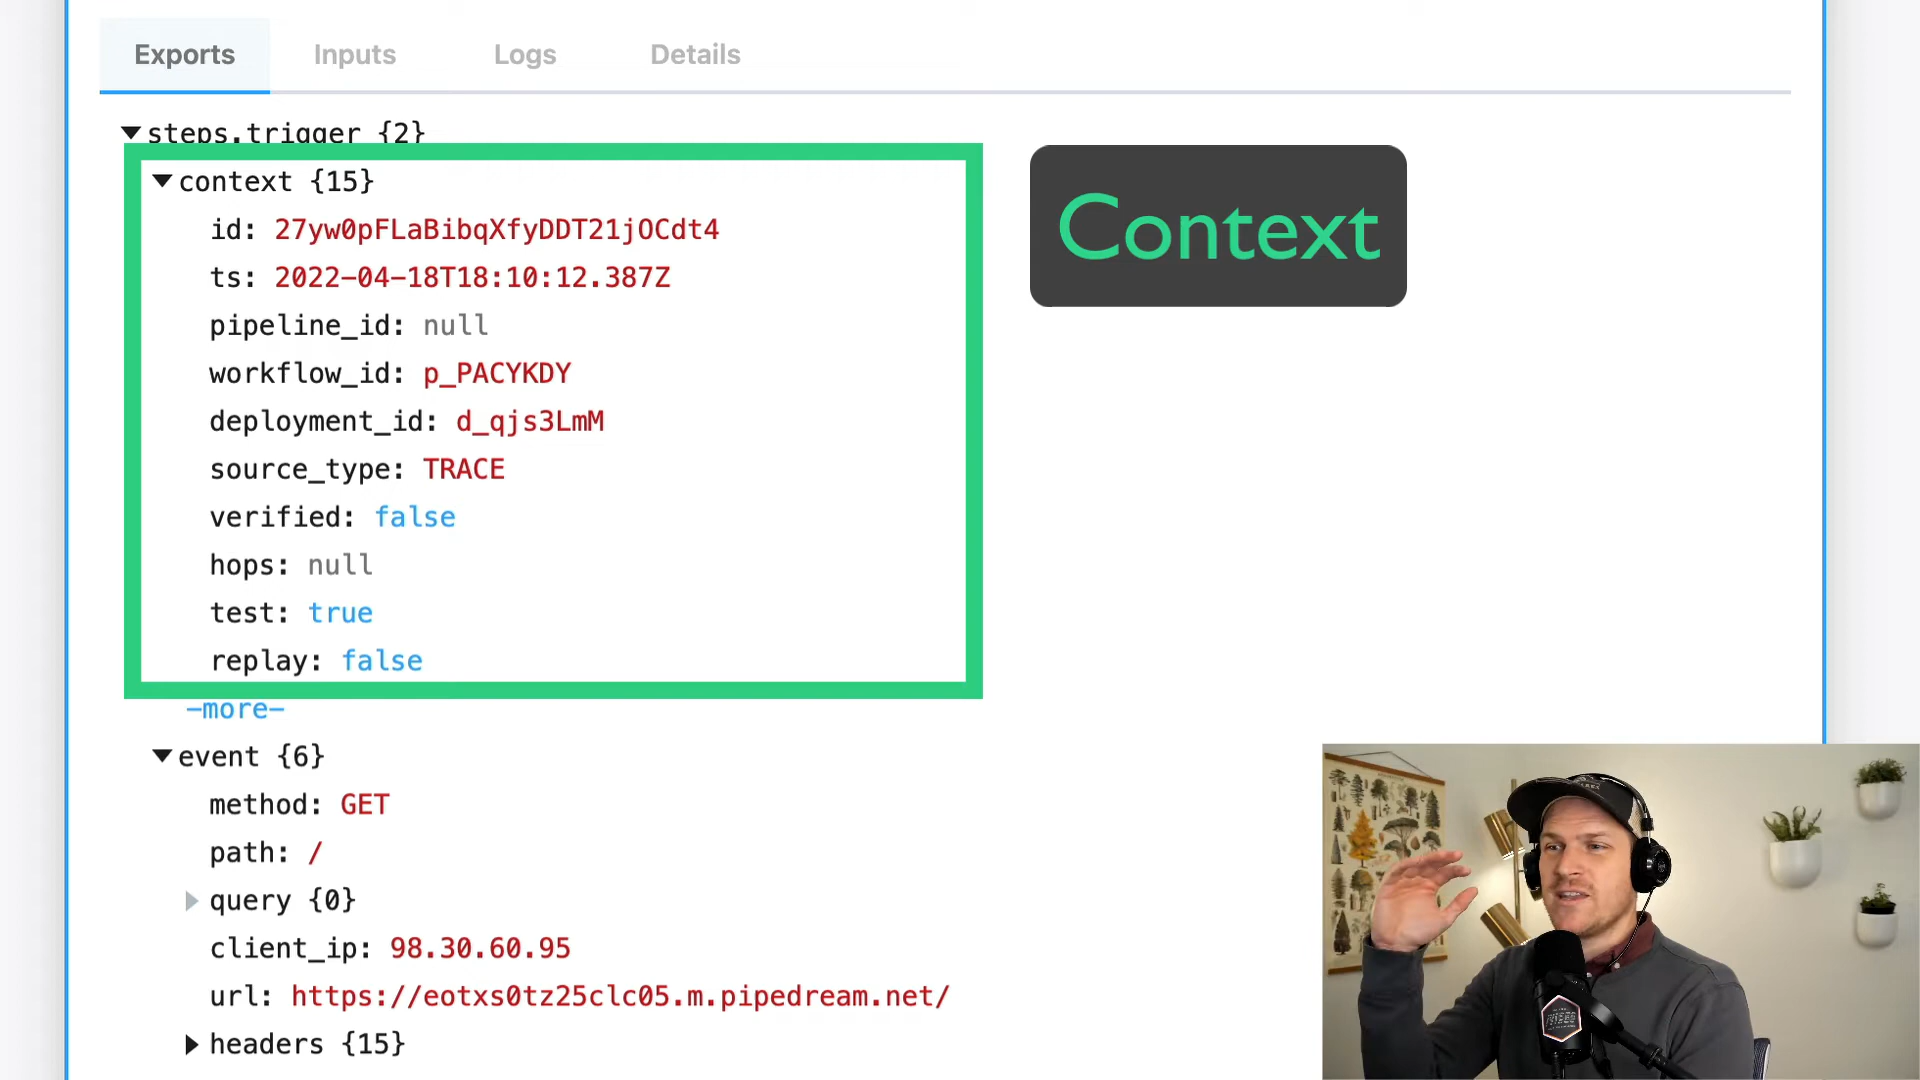 Exports Inputs Logs Details
steps.trigger {2}
context {15}
Context
id: 27yw0pFLaBibqXfyDDT21jOCdt4
ts: 2022-04-18T18:10:12.387Z
pipeline_id: null
workflow_id: p_PACYKDY
deployment_id: d_qjs3LmM
source_type: TRACE
verified: false
hops: null
test: true
replay: false
-more-
event {6}
method: GET
path: /
query {0}
client_ip: 98.30.60.95
url: https://eotxs0tz25clc05.m.pipedream.net/
headers {15}